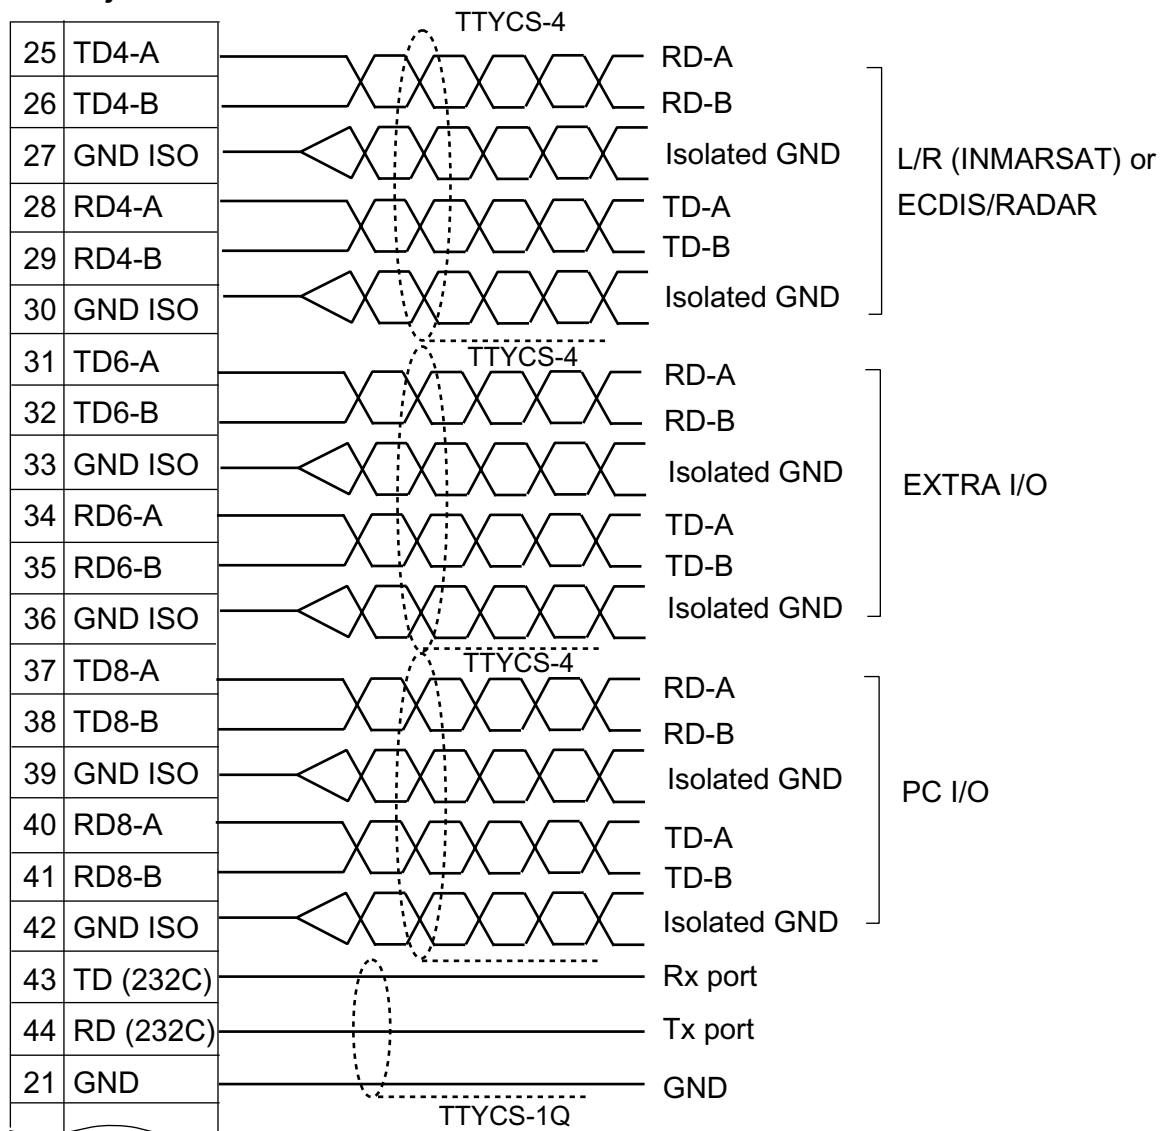 TTYCS-4
25 TD4-A RD-A
26 TD4-B RD-B
27 GND ISO Isolated GND
L/R (INMARSAT) or
28 RD4-A TD-A
ECDIS/RADAR
29 RD4-B TD-B
30 GND ISO Isolated GND
TTYCS-4
31 TD6-A RD-A
32 TD6-B RD-B
33 GND ISO Isolated GND
EXTRA I/O
34 RD6-A TD-A
35 RD6-B TD-B
36 GND ISO Isolated GND
TTYCS-4
37 TD8-A RD-A
38 TD8-B RD-B
39 GND ISO Isolated GND
PC I/O
40 RD8-A TD-A
41 RD8-B TD-B
42 GND ISO Isolated GND
43 TD (232C) Rx port
44 RD (232C) Tx port
21 GND GND
TTYCS-1Q